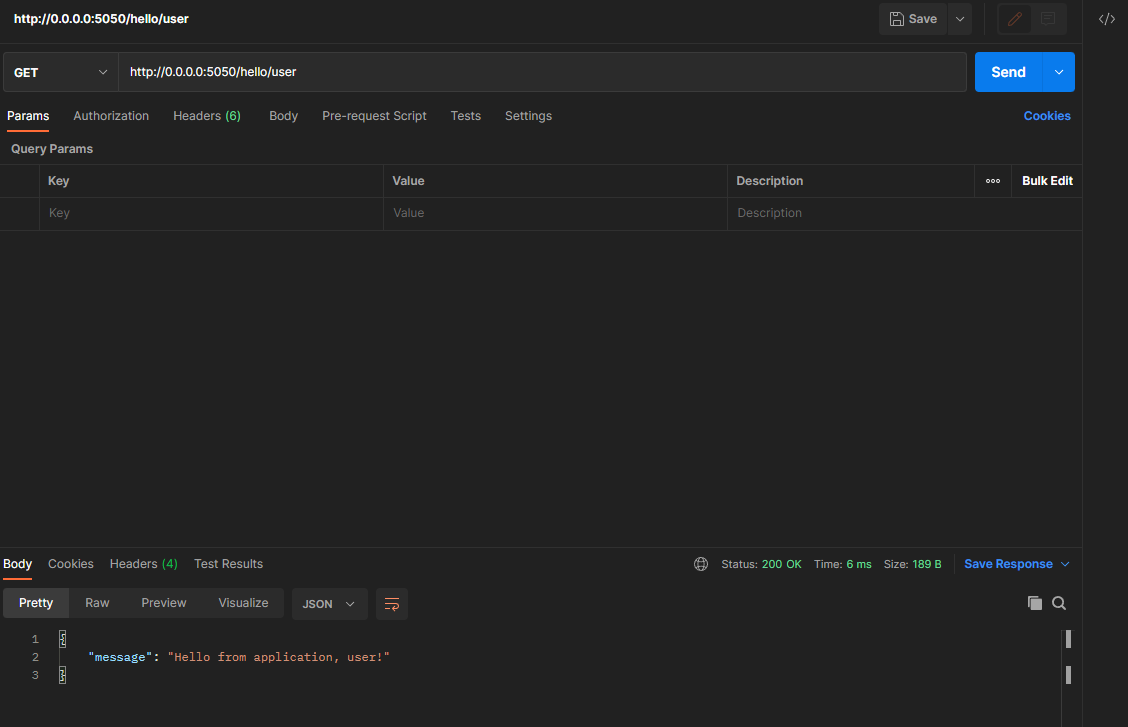 http://0.0.0.0:5050/hello/user
Save
</>
GET
http://0.0.0.0:5050/hello/user
Send
Params Authorization Headers (6) Body Pre-request Script Tests Settings Cookies
Query Params
Key Value Description ooo Bulk Edit
Key Value Description
Body Cookies Headers (4) Test Results Status: 200 OK Time: 6 ms Size: 189 B Save Response
Pretty Raw Preview Visualize JSON
1 {
2 "message": "Hello from application, user!"
3 }